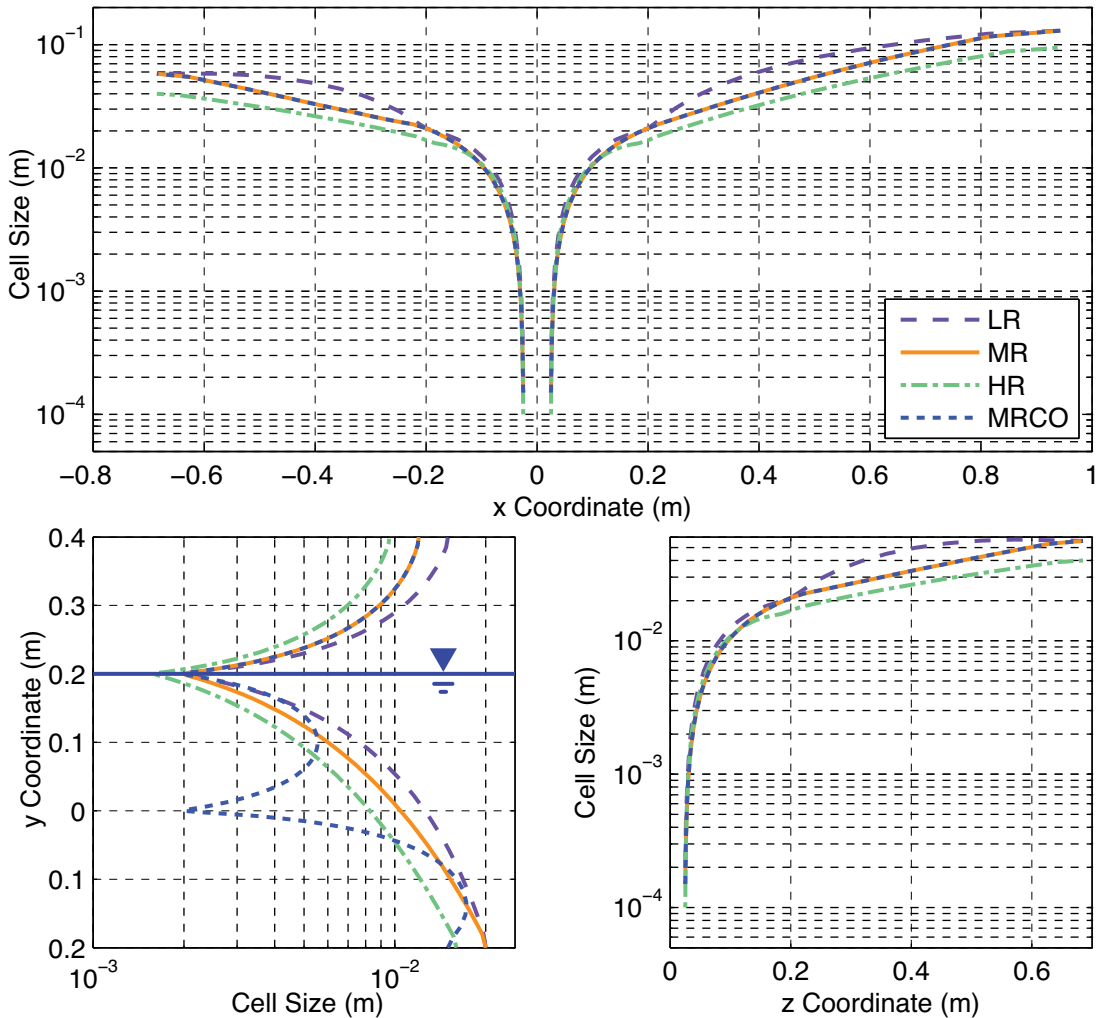 10⁻¹
10⁻²
10⁻³
10⁻⁴
Cell Size (m)
LR
MR
HR
MRCO
−0.8 −0.6 −0.4 −0.2 0 0.2 0.4 0.6 0.8 1
x Coordinate (m)
0.4
0.3
0.2
0.1
0
0.1
0.2
y Coordinate (m)
10⁻³ 10⁻²
Cell Size (m)
10⁻²
10⁻³
10⁻⁴
Cell Size (m)
0 0.2 0.4 0.6
z Coordinate (m)